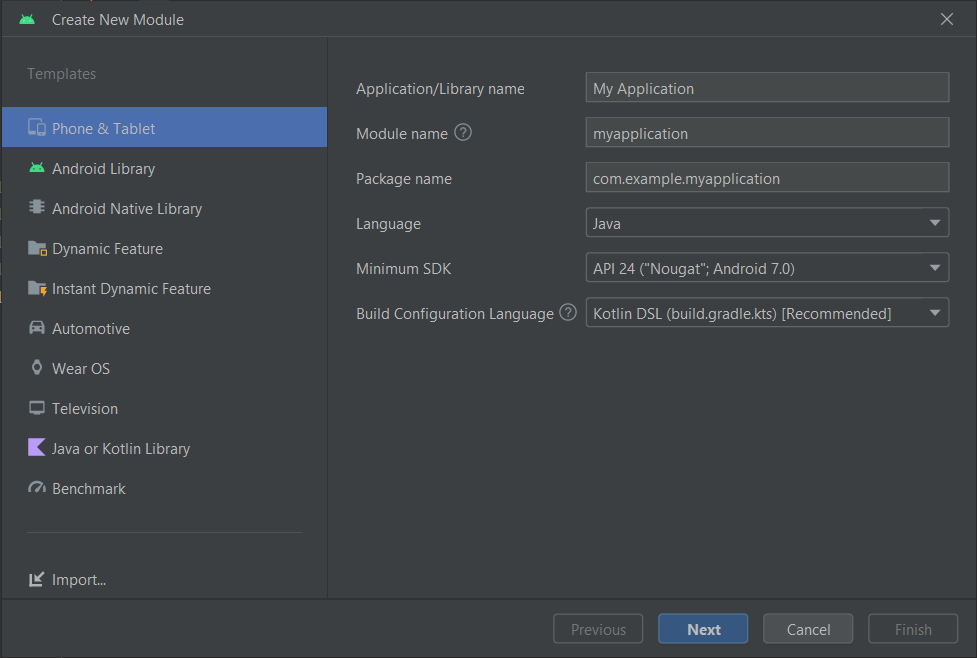 Create New Module
Templates
Phone & Tablet
Android Library
Android Native Library
Dynamic Feature
Instant Dynamic Feature
Automotive
Wear OS
Television
Java or Kotlin Library
Benchmark
Import...
Application/Library name
My Application
Module name ?
myapplication
Package name
com.example.myapplication
Language
Java
Minimum SDK
API 24 ("Nougat"; Android 7.0)
Build Configuration Language ?
Kotlin DSL (build.gradle.kts) [Recommended]
Previous
Next
Cancel
Finish